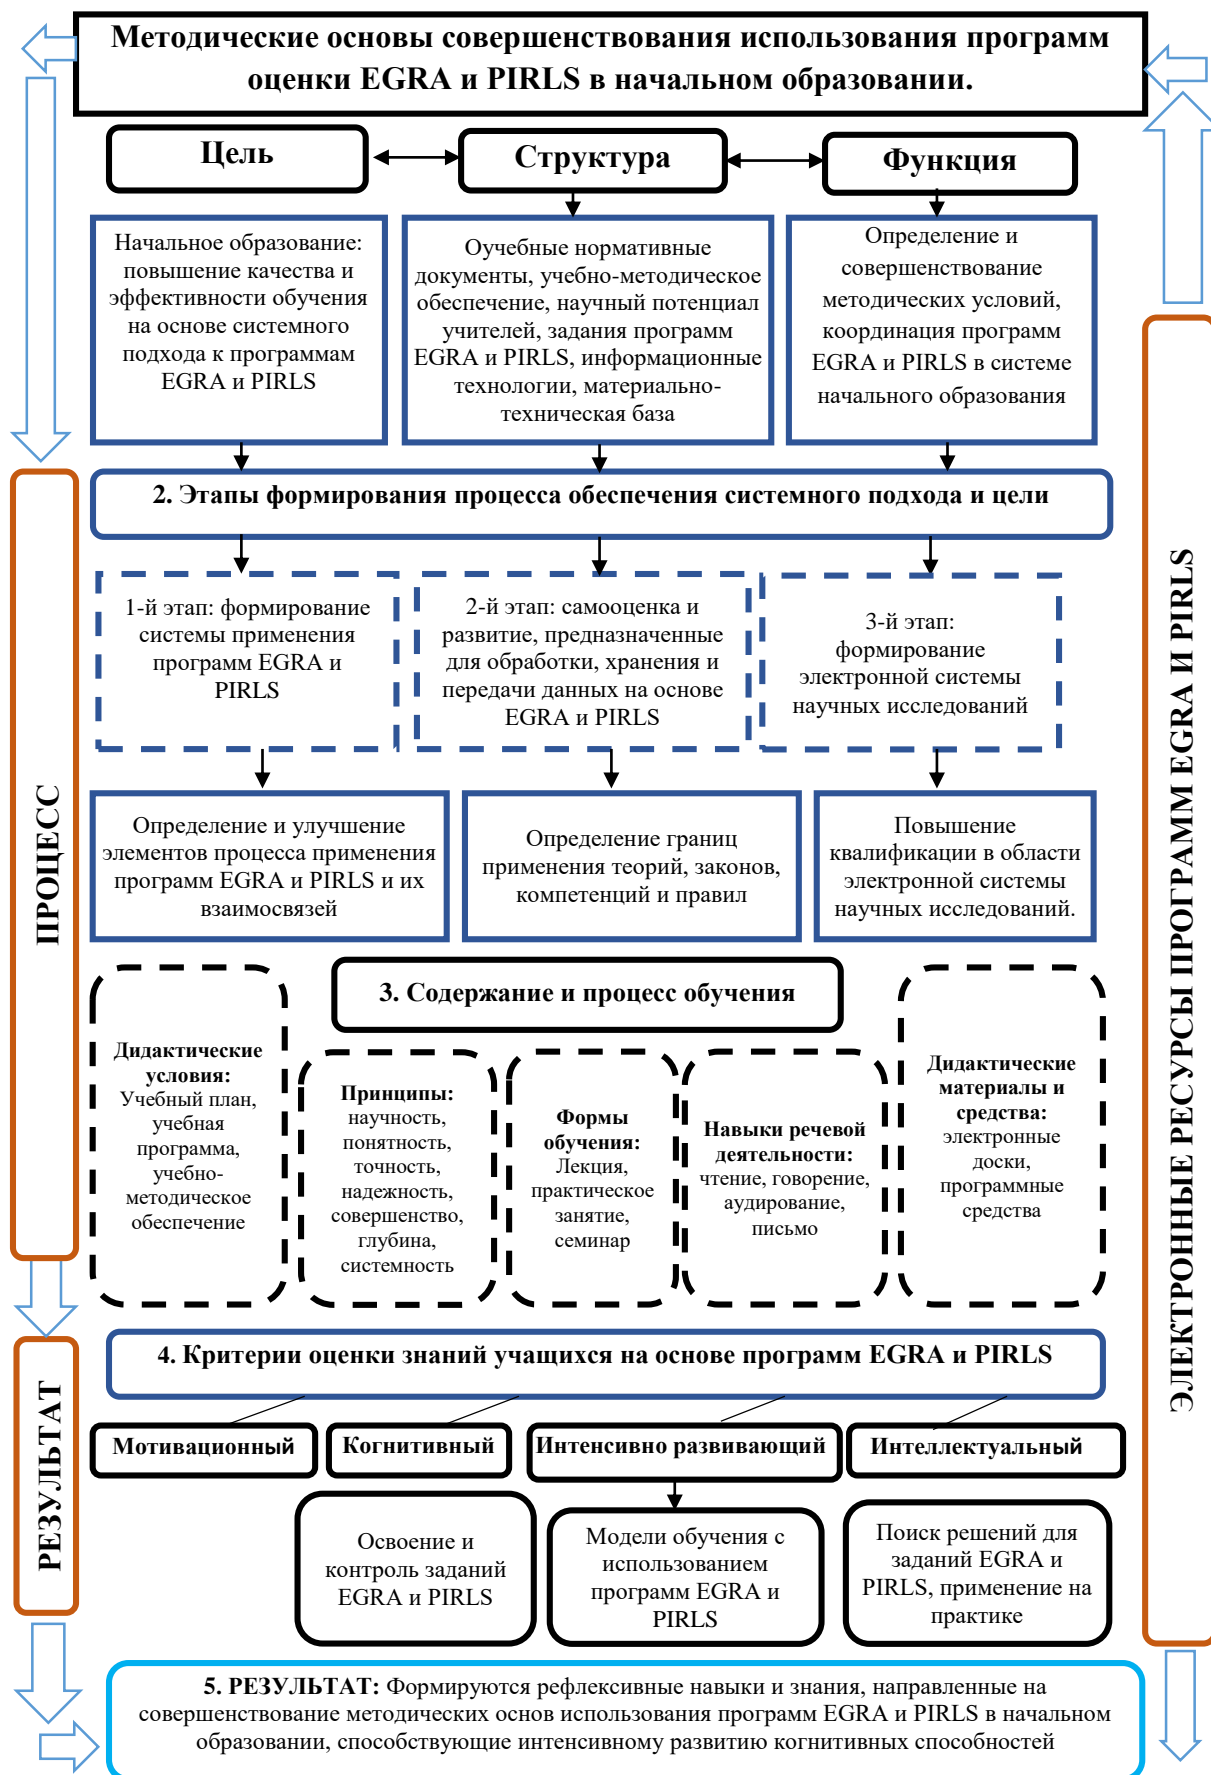 Методические основы совершенствования использования программ
оценки EGRA и PIRLS в начальном образовании.
Цель
Структура
Функция
Начальное образование:
повышение качества и
эффективности обучения
на основе системного
подхода к программам
EGRA и PIRLS
Оучебные нормативные
документы, учебно-методическое
обеспечение, научный потенциал
учителей, задания программ
EGRA и PIRLS, информационные
технологии, материально-
техническая база
Определение и
совершенствование
методических условий,
координация программ
EGRA и PIRLS в системе
начального образования
2. Этапы формирования процесса обеспечения системного подхода и цели
1-й этап: формирование
системы применения
программ EGRA и
PIRLS
2-й этап: самооценка и
развитие, предназначенные
для обработки, хранения и
передачи данных на основе
EGRA и PIRLS
3-й этап:
формирование
электронной системы
научных исследований
Определение и улучшение
элементов процесса применения
программ EGRA и PIRLS и их
взаимосвязей
Определение границ
применения теорий, законов,
компетенций и правил
Повышение
квалификации в области
электронной системы
научных исследований.
ПРОЦЕСС
3. Содержание и процесс обучения
Дидактические
условия:
Учебный план,
учебная
программа,
учебно-
методическое
обеспечение
Принципы:
научность,
понятность,
точность,
надежность,
совершенство,
глубина,
системность
Формы
обучения:
Лекция,
практическое
занятие,
семинар
Навыки речевой
деятельности:
чтение, говорение,
аудирование,
письмо
Дидактические
материалы и
средства:
электронные
доски,
программные
средства
ЭЛЕКТРОННЫЕ РЕСУРСЫ ПРОГРАММ EGRA И PIRLS
4. Критерии оценки знаний учащихся на основе программ EGRA и PIRLS
Мотивационный
Когнитивный
Интенсивно развивающий
Интеллектуальный
РЕЗУЛЬТАТ
Освоение и
контроль заданий
EGRA и PIRLS
Модели обучения с
использованием
программ EGRA и
PIRLS
Поиск решений для
заданий EGRA и
PIRLS, применение на
практике
5. РЕЗУЛЬТАТ: Формируются рефлексивные навыки и знания, направленные на
совершенствование методических основ использования программ EGRA и PIRLS в начальном
образовании, способствующие интенсивному развитию когнитивных способностей